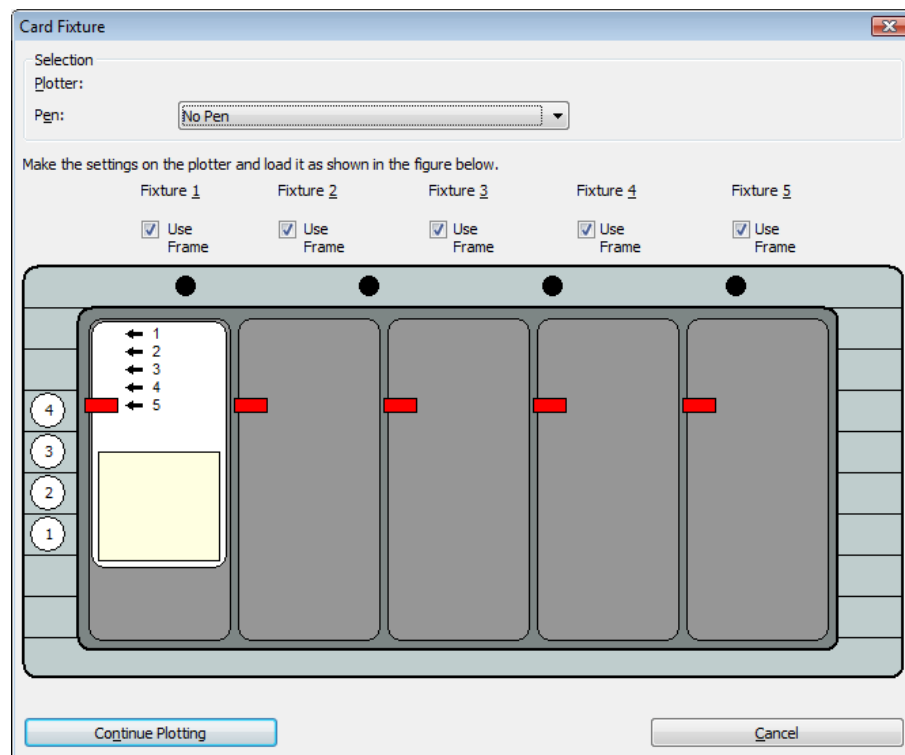 Card Fixture
Selection
Plotter:
Pen:
No Pen
Make the settings on the plotter and load it as shown in the figure below.
Fixture 1 Fixture 2 Fixture 3 Fixture 4 Fixture 5
Use Use Use Use Use
Frame Frame Frame Frame Frame
1
2
3
4
5
4
3
2
1
Continue Plotting Cancel